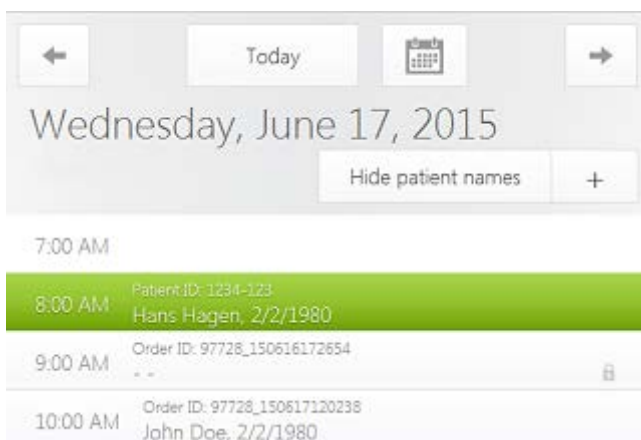 Today
Wednesday, June 17, 2015
Hide patient names +
7:00 AM
Patient ID: 1234-123
8:00 AM Hans Hagen, 2/2/1980
Order ID: 97728_150616172654
9:00 AM - -
Order ID: 97728_150617120238
10:00 AM John Doe, 2/2/1980